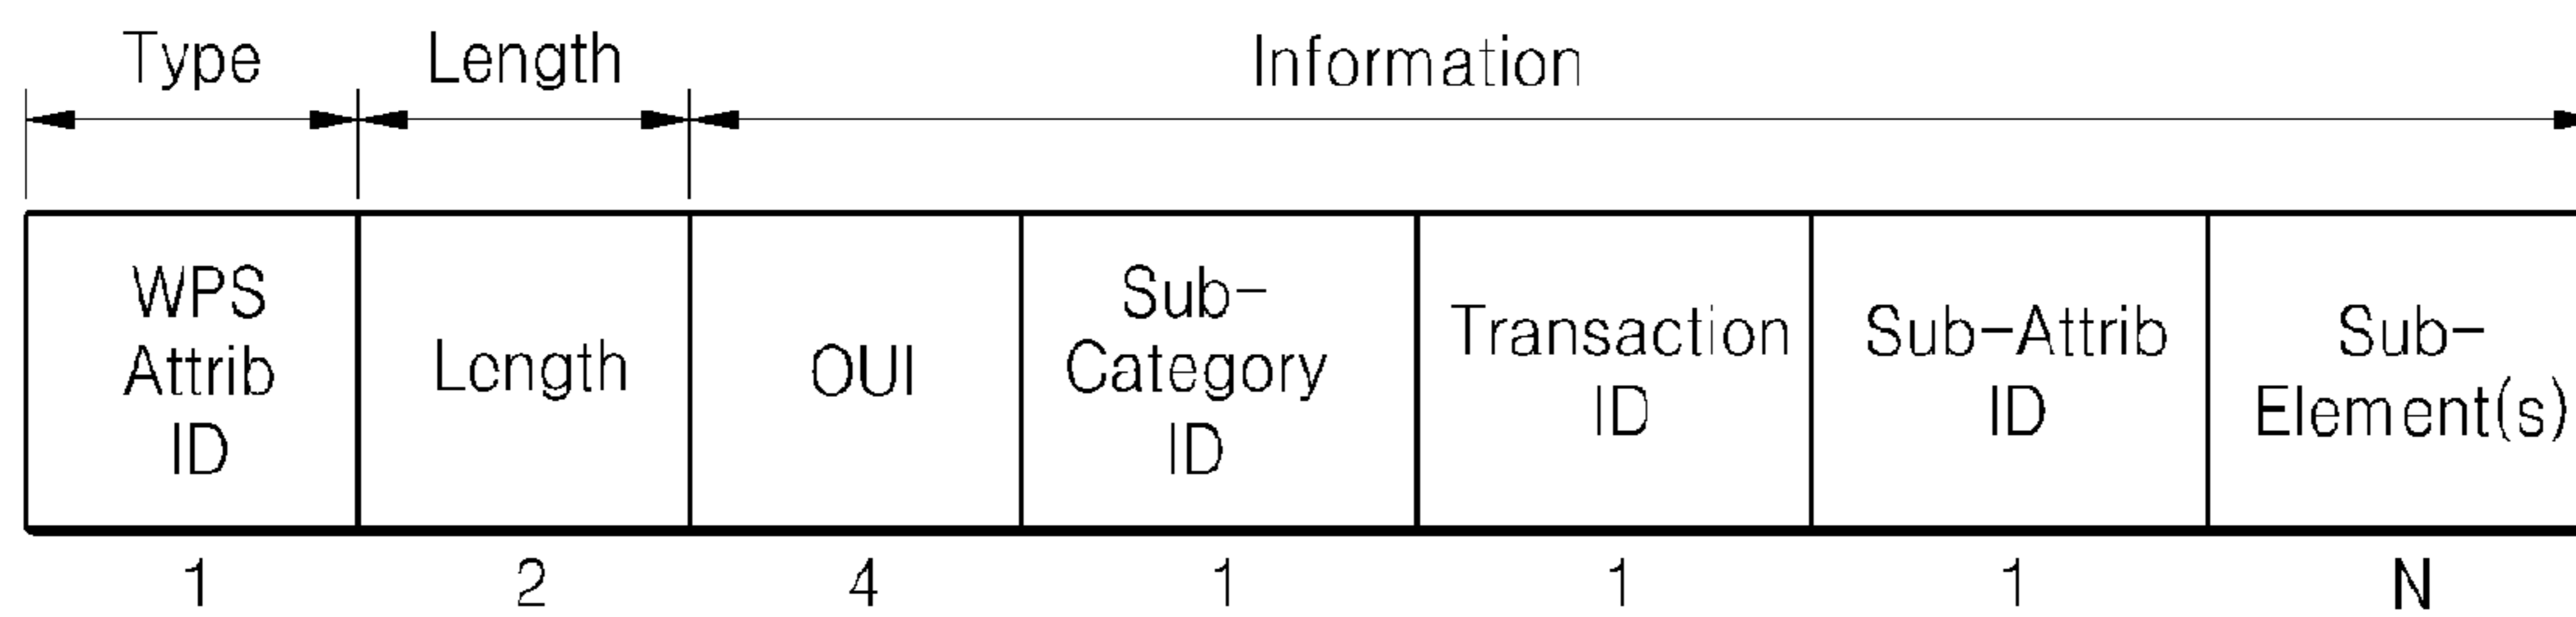 Type Length Information
WPS
Attrib
ID
Length
OUI
Sub-
Category
ID
Transaction
ID
Sub-Attrib
ID
Sub-
Element(s)
1 2 4 1 1 1 N